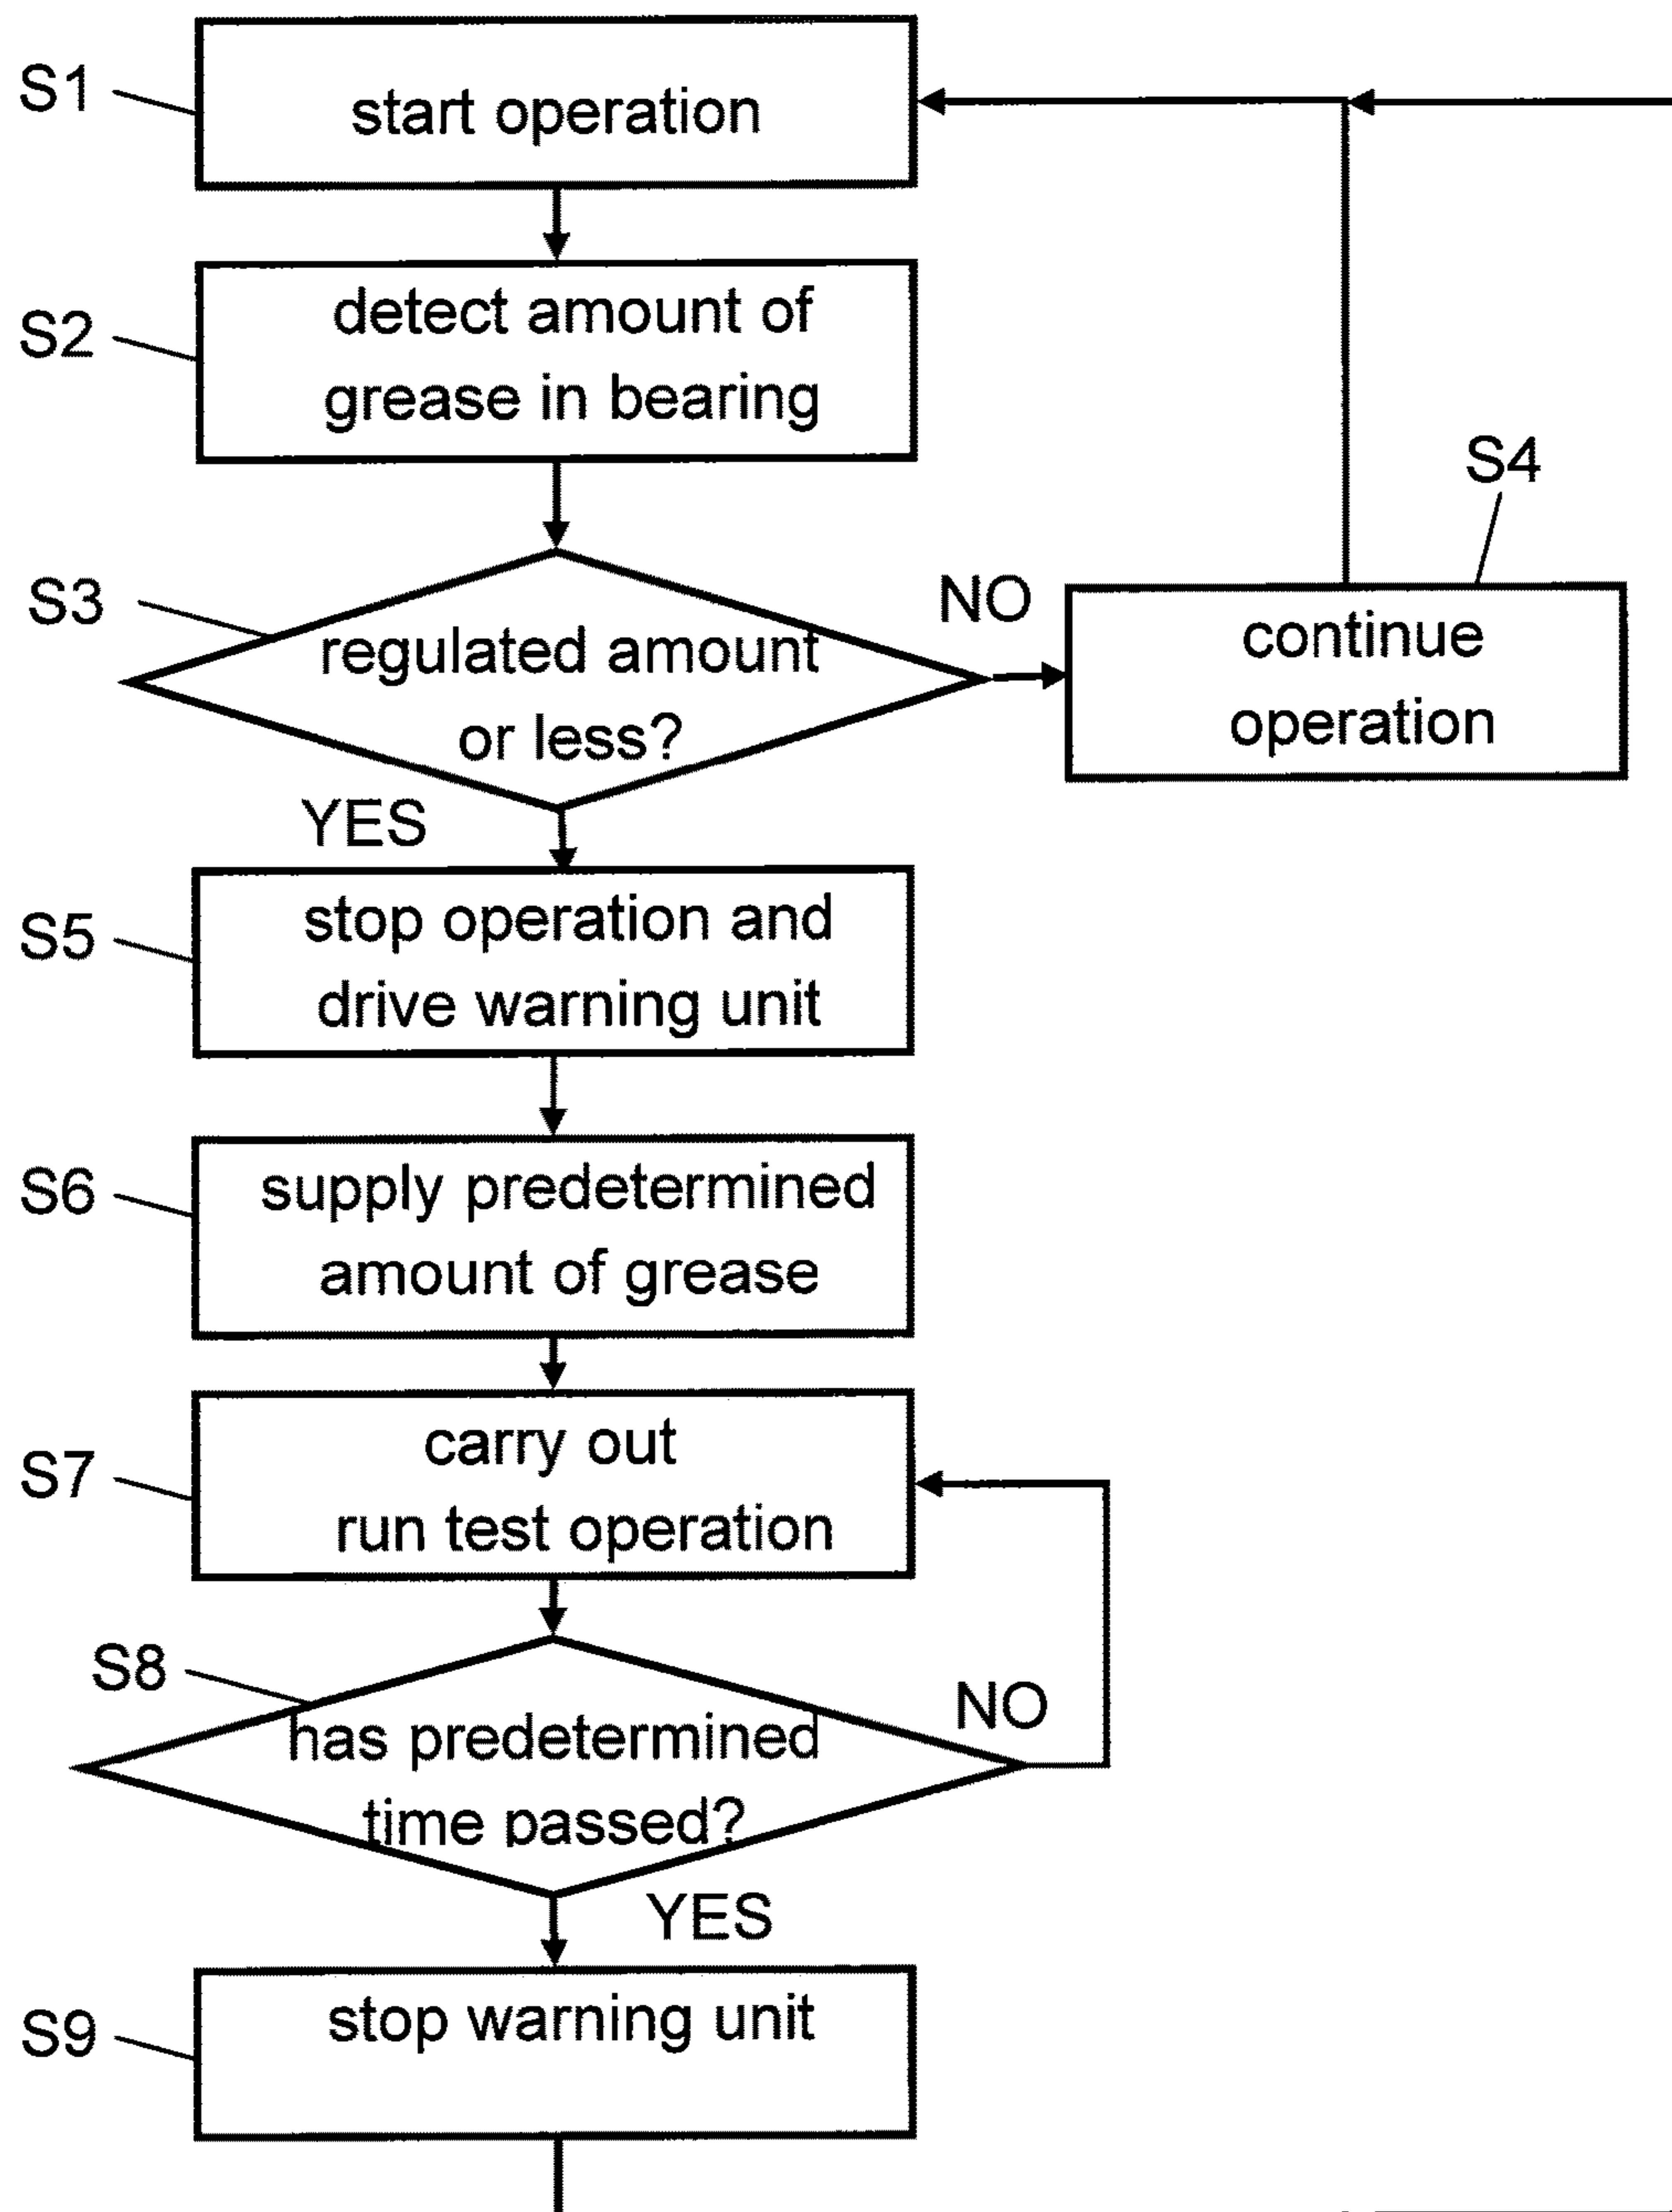 S1
start operation
S2
detect amount of
grease in bearing
S3
regulated amount
or less?
NO
S4
continue
operation
YES
S5
stop operation and
drive warning unit
S6
supply predetermined
amount of grease
S7
carry out
run test operation
S8
has predetermined
time passed?
NO
YES
S9
stop warning unit